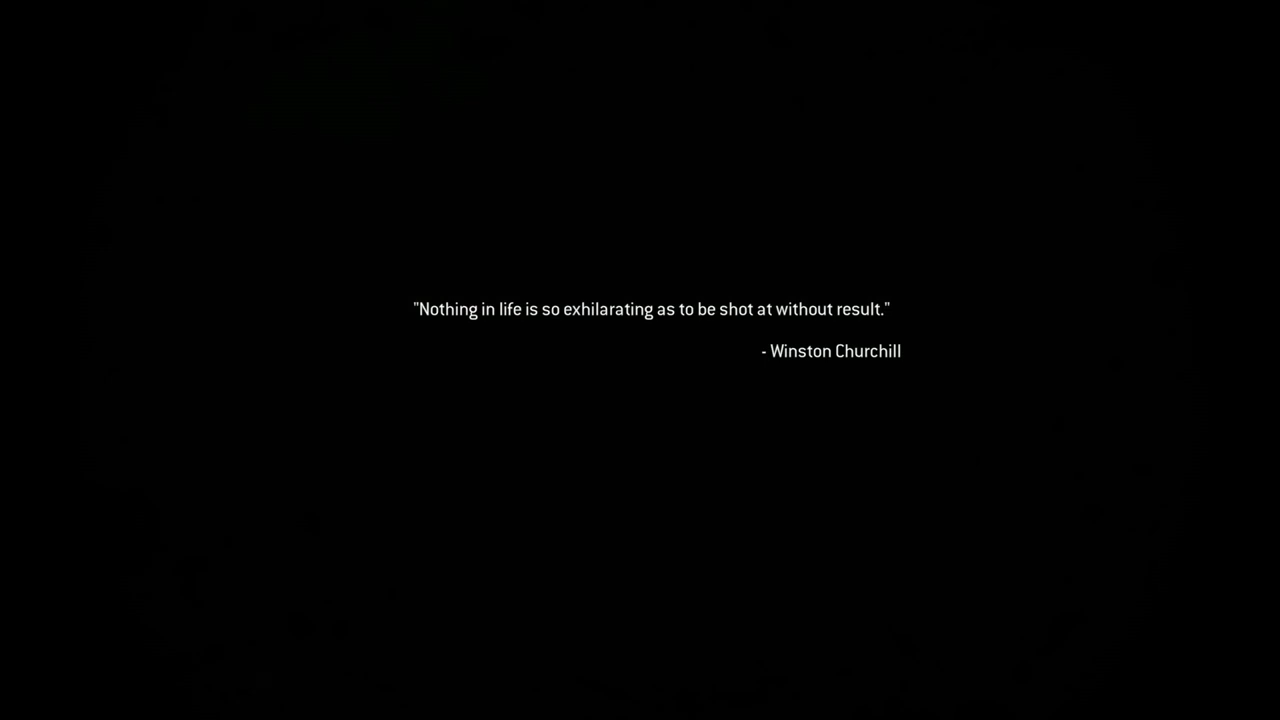 "Nothing in life is so exhilarating as to be shot at without result."
- Winston Churchill